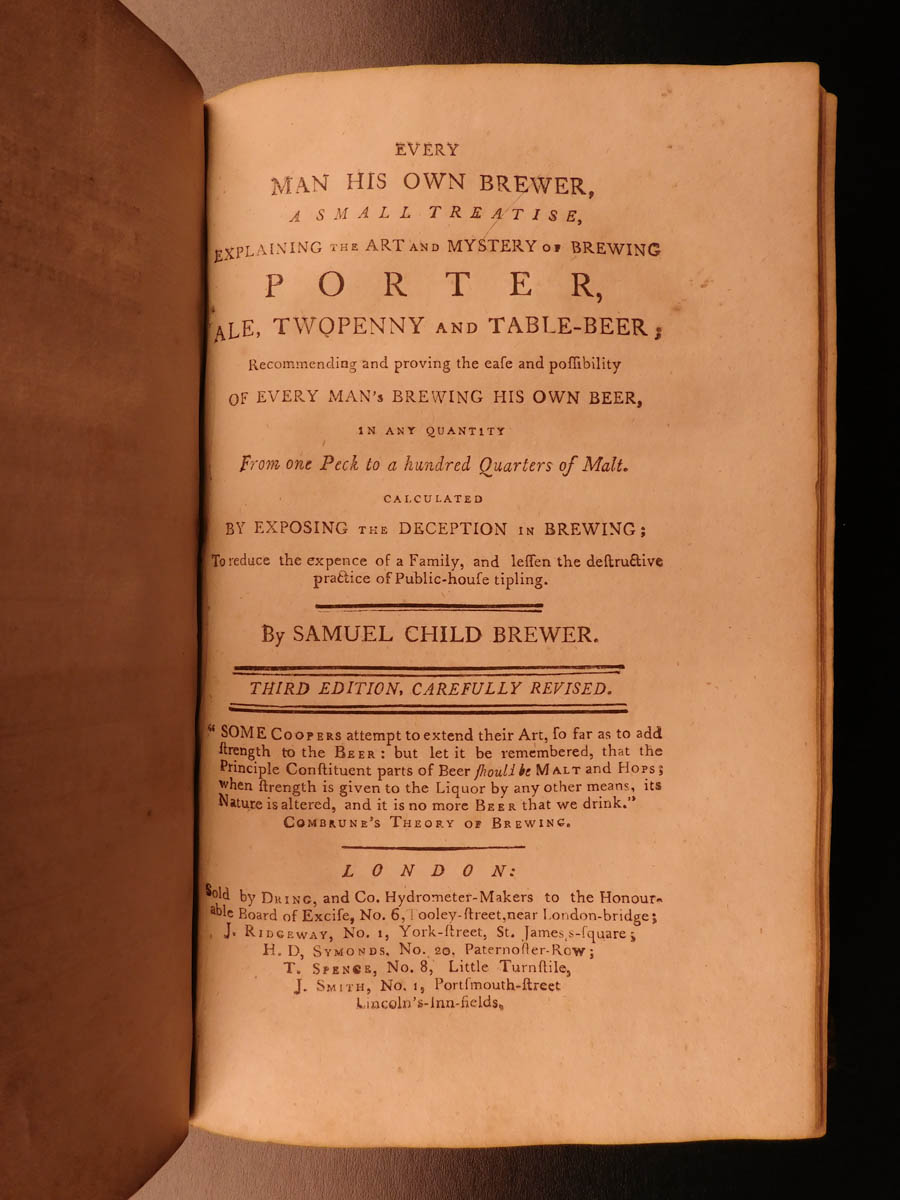 EVERY
MAN HIS OWN BREWER,
A SMALL TREATISE,
EXPLAINING THE ART AND MYSTERY OF BREWING
PORTER,
ALE, TWOPENNY AND TABLE-BEER;
Recommending and proving the eaſe and poſſibility
OF EVERY MAN's BREWING HIS OWN BEER,
IN ANY QUANTITY
From one Peck to a hundred Quarters of Malt.
CALCULATED
BY EXPOSING THE DECEPTION IN BREWING;
To reduce the expence of a Family, and leſſen the deſtructive
practice of Public-houſe tipling.
By SAMUEL CHILD BREWER.
THIRD EDITION, CAREFULLY REVISED.
“ SOME COOPERS attempt to extend their Art, ſo far as to add
ſtrength to the BEER: but let it be remembered, that the
Principle Conſtituent parts of Beer ſhould be MALT and HOPS;
when ſtrength is given to the Liquor by any other means, its
Nature is altered, and it is no more BEER that we drink.”
COMBRUNE'S THEORY OF BREWING.
LONDON:
Sold by DRING, and Co. Hydrometer-Makers to the Honour-
able Board of Exciſe, No. 6, Tooley-ſtreet, near London-bridge;
J. RIDGEWAY, No. 1, York-ſtreet, St. James,s-ſquare;
H. D, SYMONDS, No. 20, Paternoſter-Row;
T. SPENCE, No. 8, Little Turnſtile,
J. SMITH, No. 1, Portſmouth-ſtreet
Lincoln's-Inn-fields,